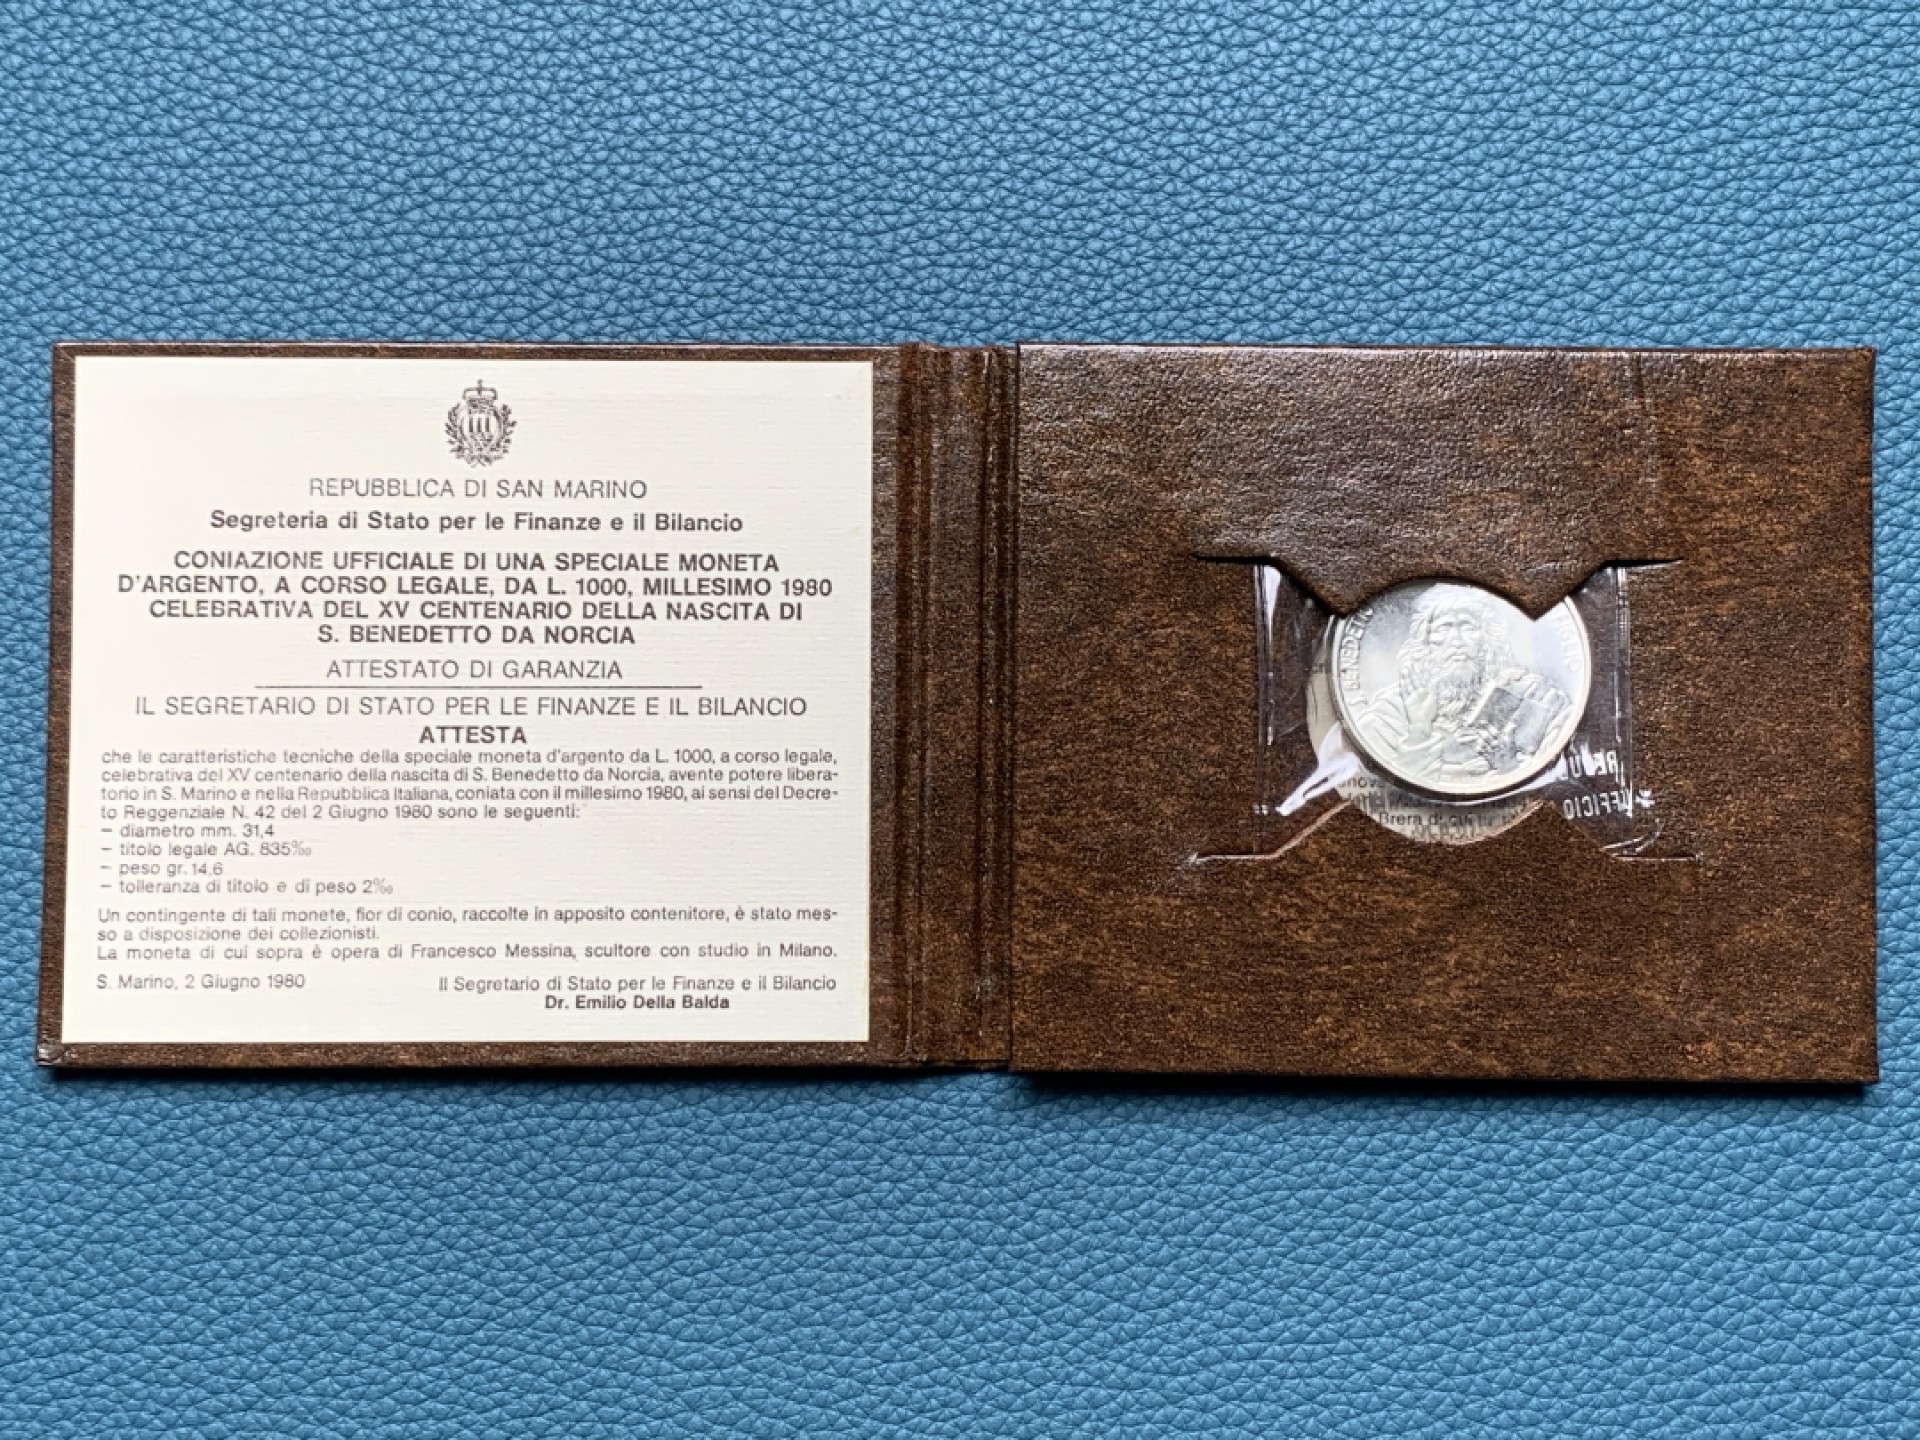 REPUBBLICA DI SAN MARINO
Segreteria di Stato per le Finanze e il Bilancio
CONIAZIONE UFFICIALE DI UNA SPECIALE MONETA
D'ARGENTO, A CORSO LEGALE, DA L. 1000, MILLESIMO 1980
CELEBRATIVA DEL XV CENTENARIO DELLA NASCITA DI
S. BENEDETTO DA NORCIA
ATTESTATO DI GARANZIA
IL SEGRETARIO DI STATO PER LE FINANZE E IL BILANCIO
ATTESTA
che le caratteristiche tecniche della speciale moneta d'argento da L. 1000, a corso legale,
celebrativa del XV centenario della nascita di S. Benedetto da Norcia, avente potere libera-
torio in S. Marino e nella Repubblica Italiana, coniata con il millesimo 1980, ai sensi del Decre-
to Reggenziale N. 42 del 2 Giugno 1980 sono le seguenti:
– diametro mm. 31,4
– titolo legale AG. 835‰
– peso gr. 14,6
– tolleranza di titolo e di peso 2‰
Un contingente di tali monete, fior di conio, raccolte in apposito contenitore, è stato mes-
so a disposizione dei collezionisti.
La moneta di cui sopra è opera di Francesco Messina, scultore con studio in Milano.
S. Marino, 2 Giugno 1980
Il Segretario di Stato per le Finanze e il Bilancio
Dr. Emilio Della Balda
BENEDETTO
Brera di